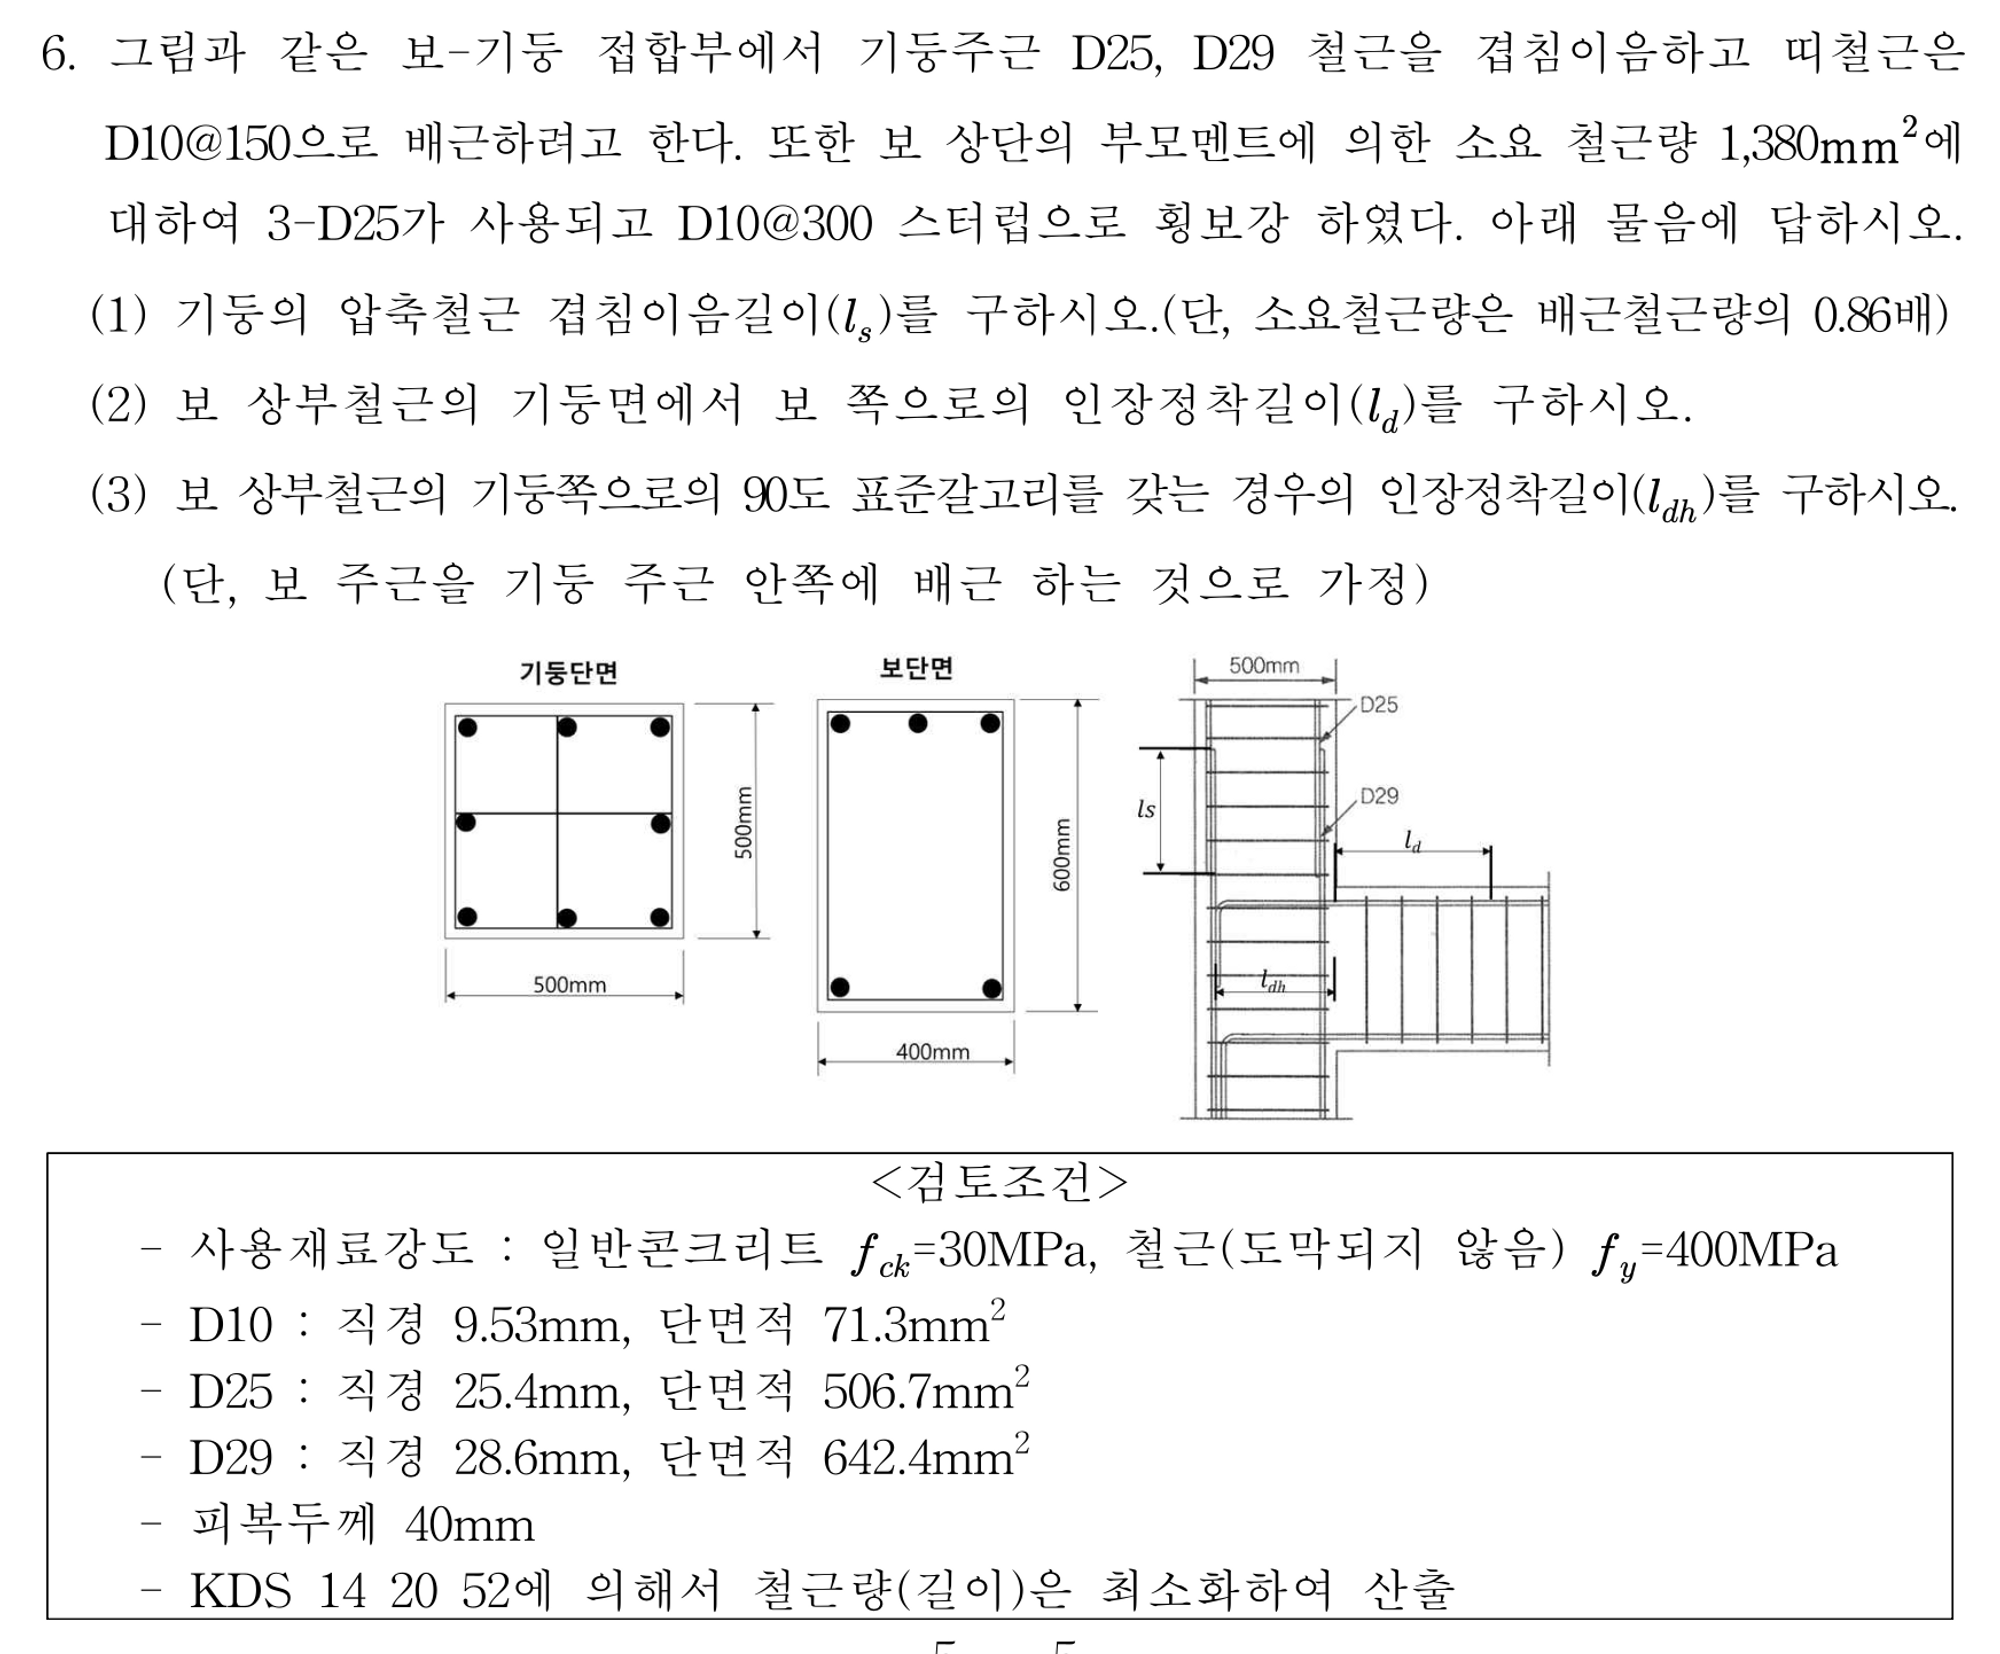 6. 그림과 같은 보-기둥 접합부에서 기둥주근 D25, D29 철근을 겹침이음하고 띠철근은
D10@150으로 배근하려고 한다. 또한 보 상단의 부모멘트에 의한 소요 철근량 1,380mm²에
대하여 3-D25가 사용되고 D10@300 스터럽으로 횡보강 하였다. 아래 물음에 답하시오.
(1) 기둥의 압축철근 겹침이음길이(l_s)를 구하시오.(단, 소요철근량은 배근철근량의 0.86배)
(2) 보 상부철근의 기둥면에서 보 쪽으로의 인장정착길이(l_d)를 구하시오.
(3) 보 상부철근의 기둥쪽으로의 90도 표준갈고리를 갖는 경우의 인장정착길이(l_dh)를 구하시오.
(단, 보 주근을 기둥 주근 안쪽에 배근 하는 것으로 가정)
기둥단면
500mm
500mm
보단면
600mm
400mm
500mm
D25
ls
D29
l_d
l_dh
<검토조건>
- 사용재료강도 : 일반콘크리트 f_ck=30MPa, 철근(도막되지 않음) f_y=400MPa
- D10 : 직경 9.53mm, 단면적 71.3mm²
- D25 : 직경 25.4mm, 단면적 506.7mm²
- D29 : 직경 28.6mm, 단면적 642.4mm²
- 피복두께 40mm
- KDS 14 20 52에 의해서 철근량(길이)은 최소화하여 산출